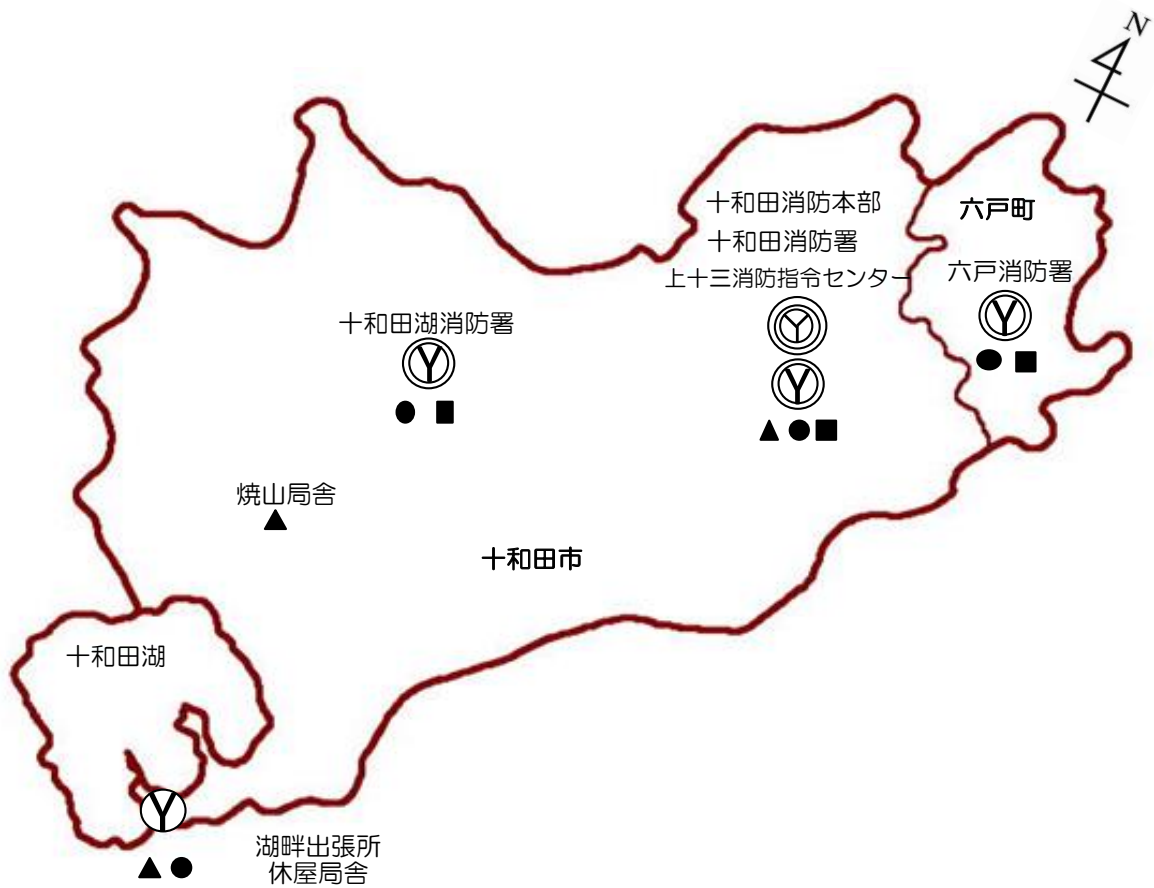 N
十和田消防本部
十和田消防署
上十三消防指令センター
六戸町
六戸消防署
十和田湖消防署
焼山局舎
十和田市
十和田湖
湖畔出張所
休屋局舎